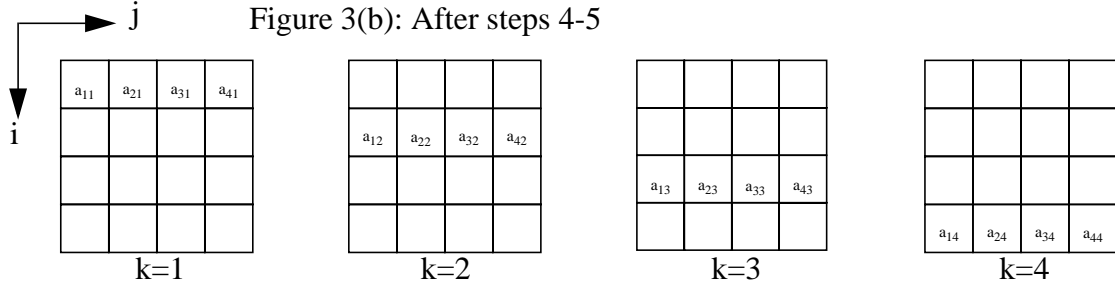 j Figure 3(b): After steps 4-5
i
a11 a21 a31 a41
a12 a22 a32 a42
a13 a23 a33 a43
a14 a24 a34 a44
k=1 k=2 k=3 k=4